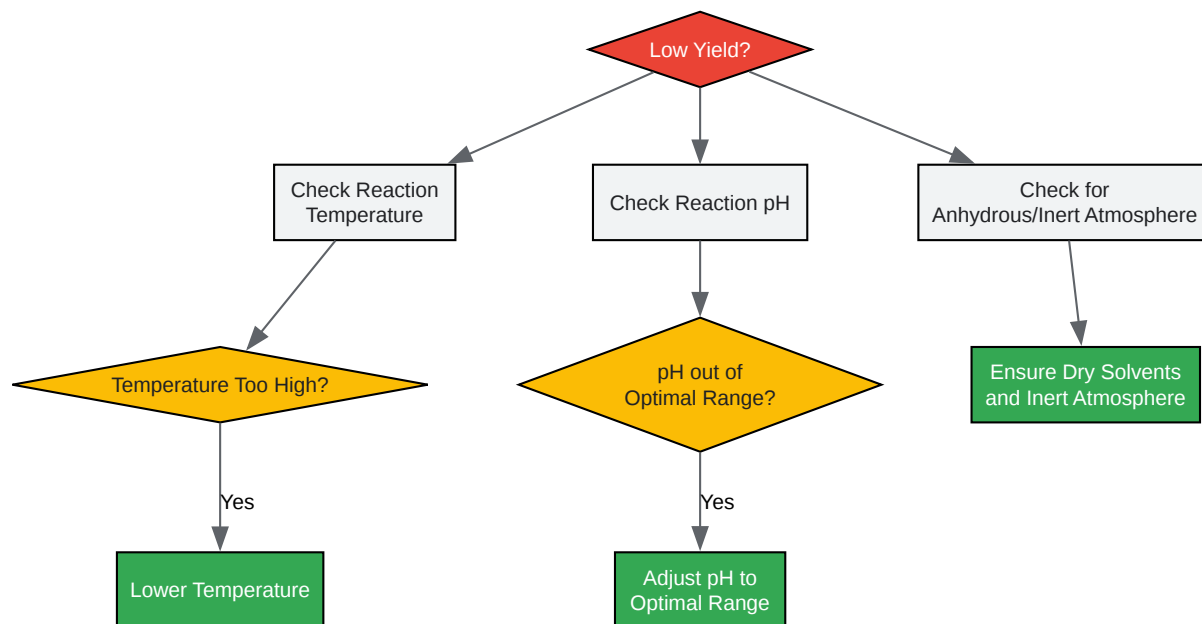 Low Yield?
Check Reaction
Temperature
Check Reaction pH
Check for
Anhydrous/Inert Atmosphere
Temperature Too High?
pH out of
Optimal Range?
Ensure Dry Solvents
and Inert Atmosphere
Yes
Yes
Lower Temperature
Adjust pH to
Optimal Range